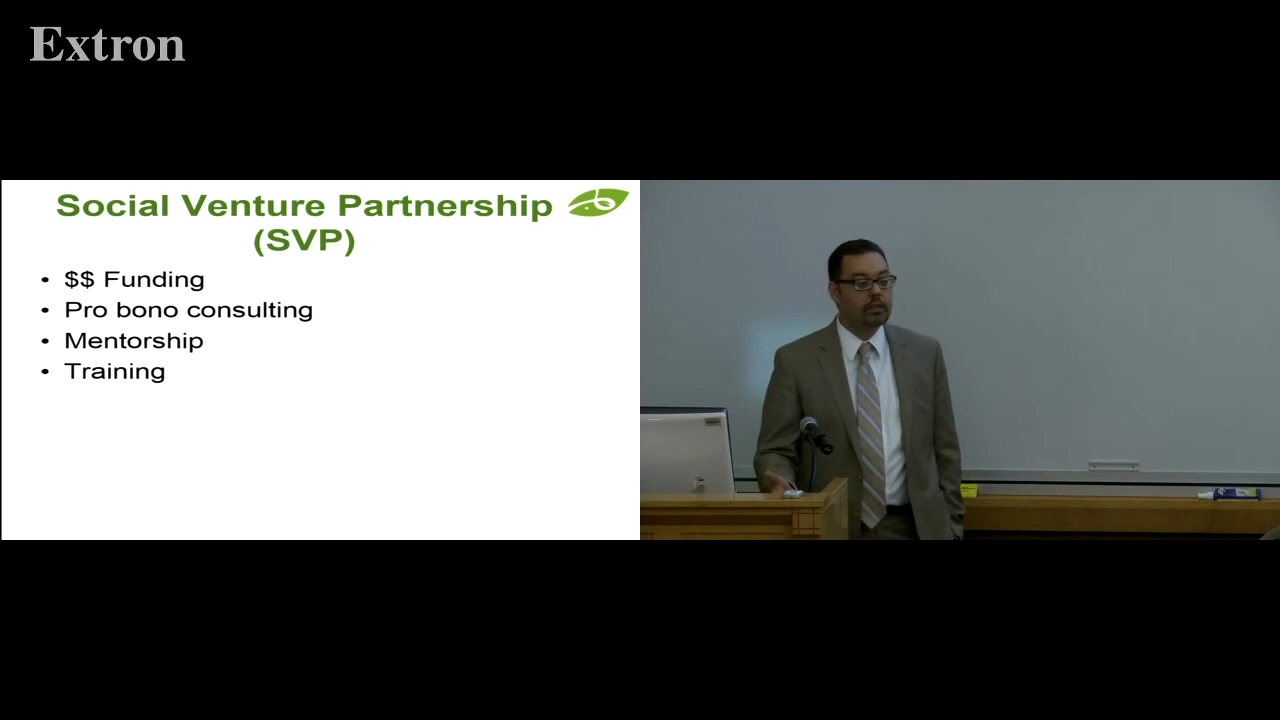 Extron
Social Venture Partnership
(SVP)
• $$ Funding
• Pro bono consulting
• Mentorship
• Training